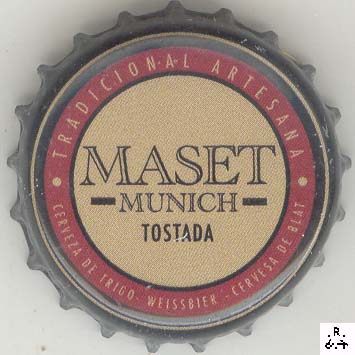 · TRADICIONAL ARTESANA ·
MASET
MUNICH
TOSTADA
CERVEZA DE TRIGO - WEISSBIER - CERVESA DE BLAT
.R.